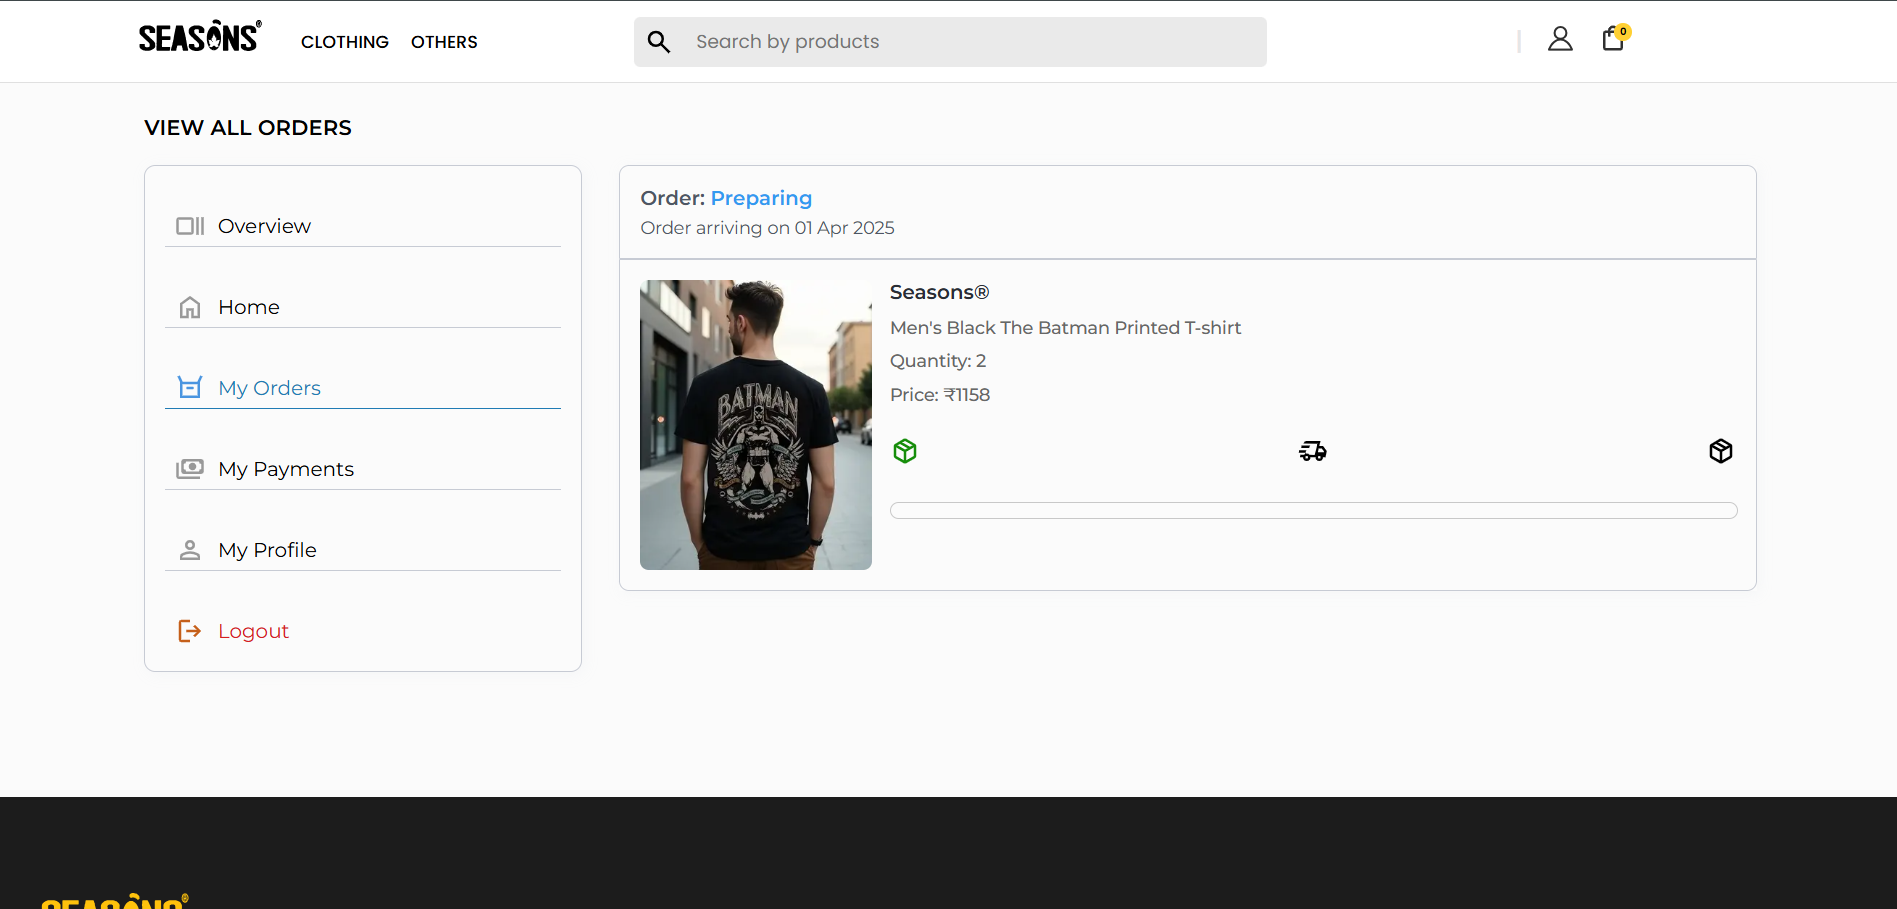 SEASONS®
CLOTHING
OTHERS
Search by products
0
VIEW ALL ORDERS
Overview
Home
My Orders
My Payments
My Profile
Logout
Order: Preparing
Order arriving on 01 Apr 2025
BATMAN
Seasons®
Men's Black The Batman Printed T-shirt
Quantity: 2
Price: ₹1158
SEASONS®